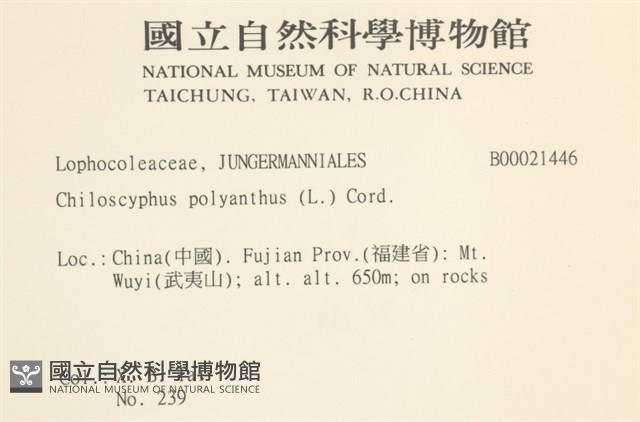 國立自然科學博物館
NATIONAL MUSEUM OF NATURAL SCIENCE
TAICHUNG, TAIWAN, R.O.CHINA
Lophocoleaceae, JUNGERMANNIALES B00021446
Chiloscyphus polyanthus (L.) Cord.
Loc.: China(中國). Fujian Prov.(福建省): Mt.
Wuyi(武夷山); alt. alt. 650m; on rocks
國立自然科學博物館
NATIONAL MUSEUM OF NATURAL SCIENCE
No. 239